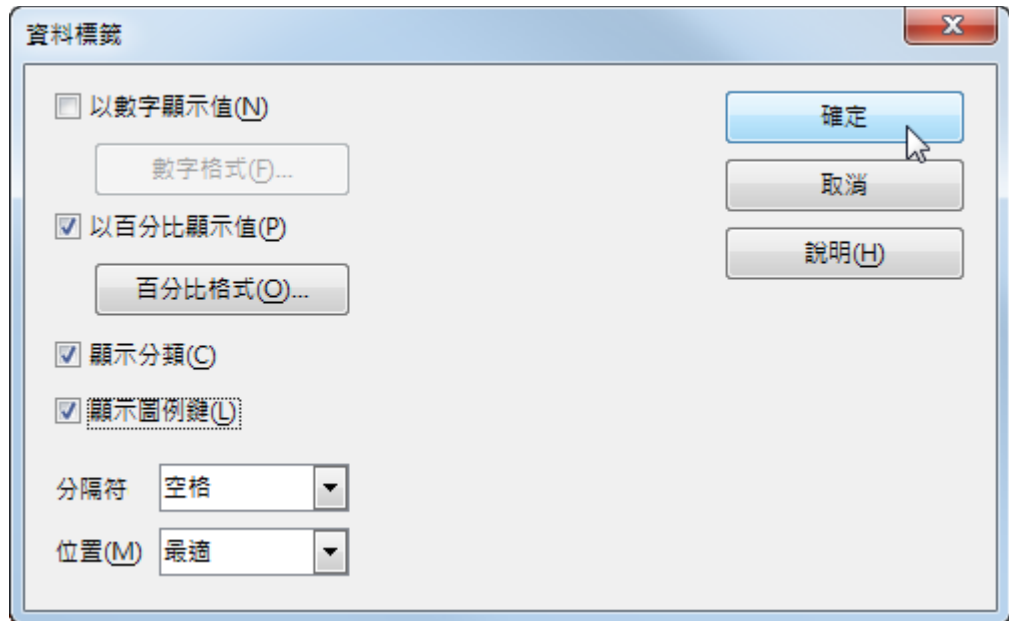 資料標籤
以數字顯示值(N)
數字格式(F)...
以百分比顯示值(P)
百分比格式(O)...
顯示分類(C)
顯示圖例鍵(L)
分隔符 空格
位置(M) 最適
確定
取消
說明(H)